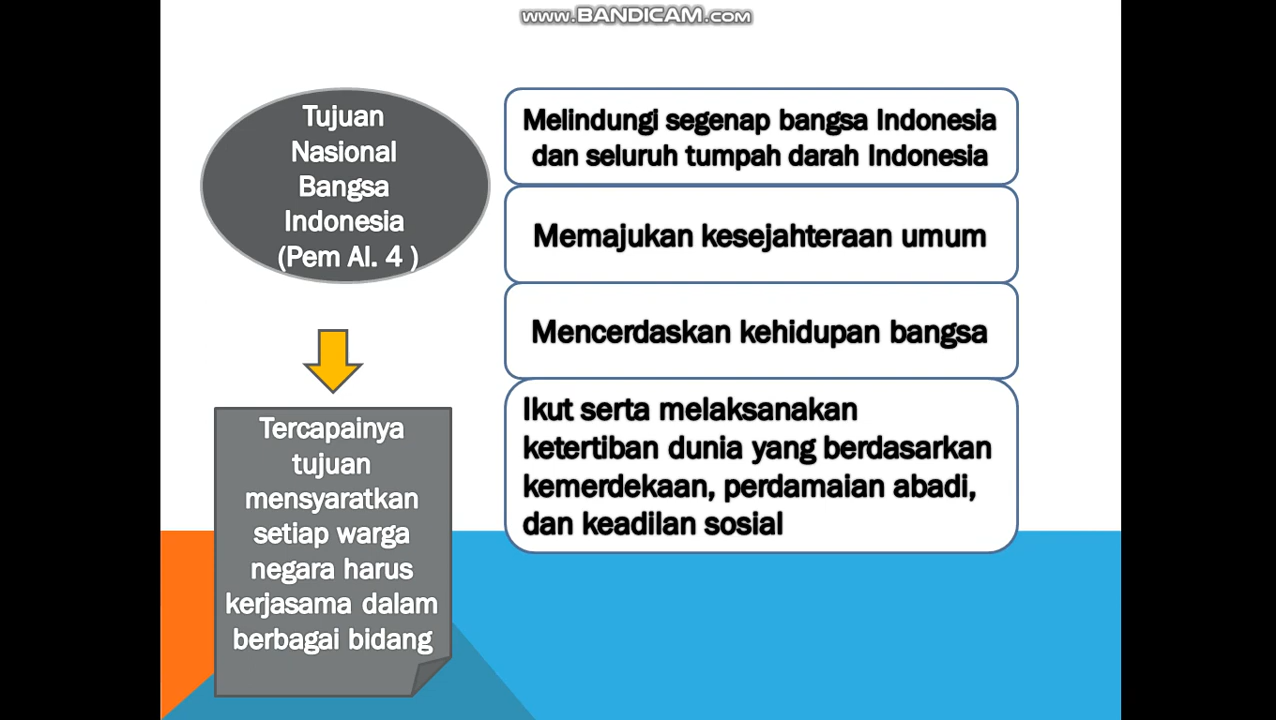 www.BANDICAM.com
Tujuan
Nasional
Bangsa
Indonesia
(Pem Al. 4 )
Melindungi segenap bangsa Indonesia
dan seluruh tumpah darah Indonesia
Memajukan kesejahteraan umum
Mencerdaskan kehidupan bangsa
Ikut serta melaksanakan
ketertiban dunia yang berdasarkan
kemerdekaan, perdamaian abadi,
dan keadilan sosial
Tercapainya
tujuan
mensyaratkan
setiap warga
negara harus
kerjasama dalam
berbagai bidang